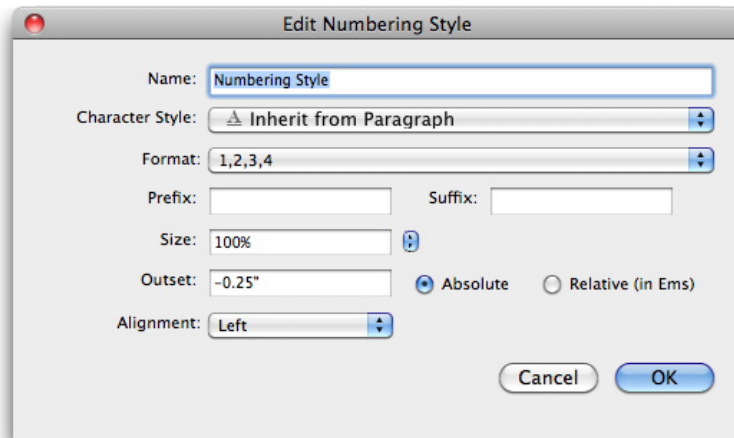 Edit Numbering Style
Name: Numbering Style
Character Style: A Inherit from Paragraph
Format: 1,2,3,4
Prefix: Suffix:
Size: 100%
Outset: -0.25" Absolute Relative (in Ems)
Alignment: Left
Cancel OK